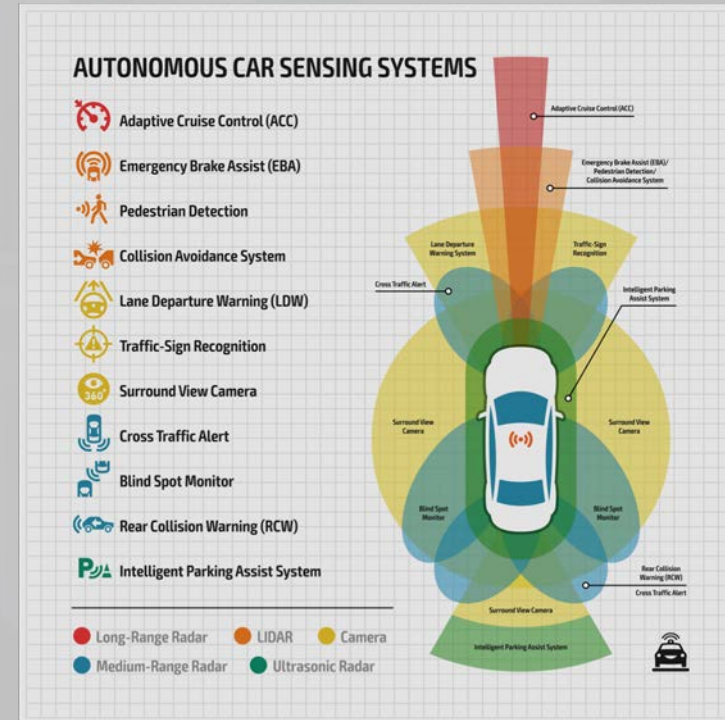 AUTONOMOUS CAR SENSING SYSTEMS
Adaptive Cruise Control (ACC)
Emergency Brake Assist (EBA)
Pedestrian Detection
Collision Avoidance System
Lane Departure Warning (LDW)
Traffic-Sign Recognition
360°
Surround View Camera
Cross Traffic Alert
Blind Spot Monitor
Rear Collision Warning (RCW)
P
Intelligent Parking Assist System
Long-Range Radar
LIDAR
Camera
Medium-Range Radar
Ultrasonic Radar
Adaptive Cruise Control (ACC)
Emergency Brake Assist (EBA)/
Pedestrian Detection/
Collision Avoidance System
Lane Departure
Warning System
Traffic-Sign
Recognition
Cross Traffic Alert
Intelligent Parking
Assist System
Surround View
Camera
Surround View
Camera
Blind Spot
Monitor
Blind Spot
Monitor
Rear Collision
Warning (RCW)
Cross Traffic Alert
Surround View Camera
Intelligent Parking Assist System